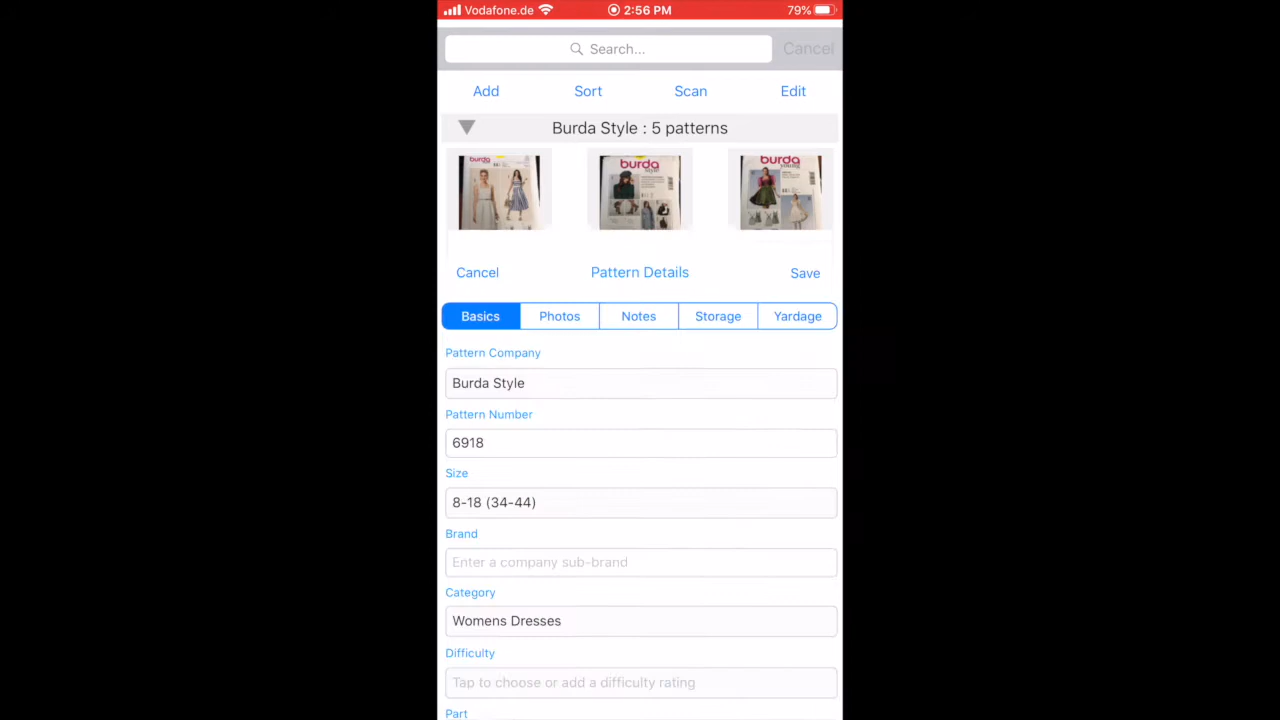 Vodafone.de 2:56 PM 79%
Search... Cancel
Add Sort Scan Edit
Burda Style : 5 patterns
burda burda style burda young
Cancel Pattern Details Save
Basics Photos Notes Storage Yardage
Pattern Company
Burda Style
Pattern Number
6918
Size
8-18 (34-44)
Brand
Enter a company sub-brand
Category
Womens Dresses
Difficulty
Tap to choose or add a difficulty rating
Part